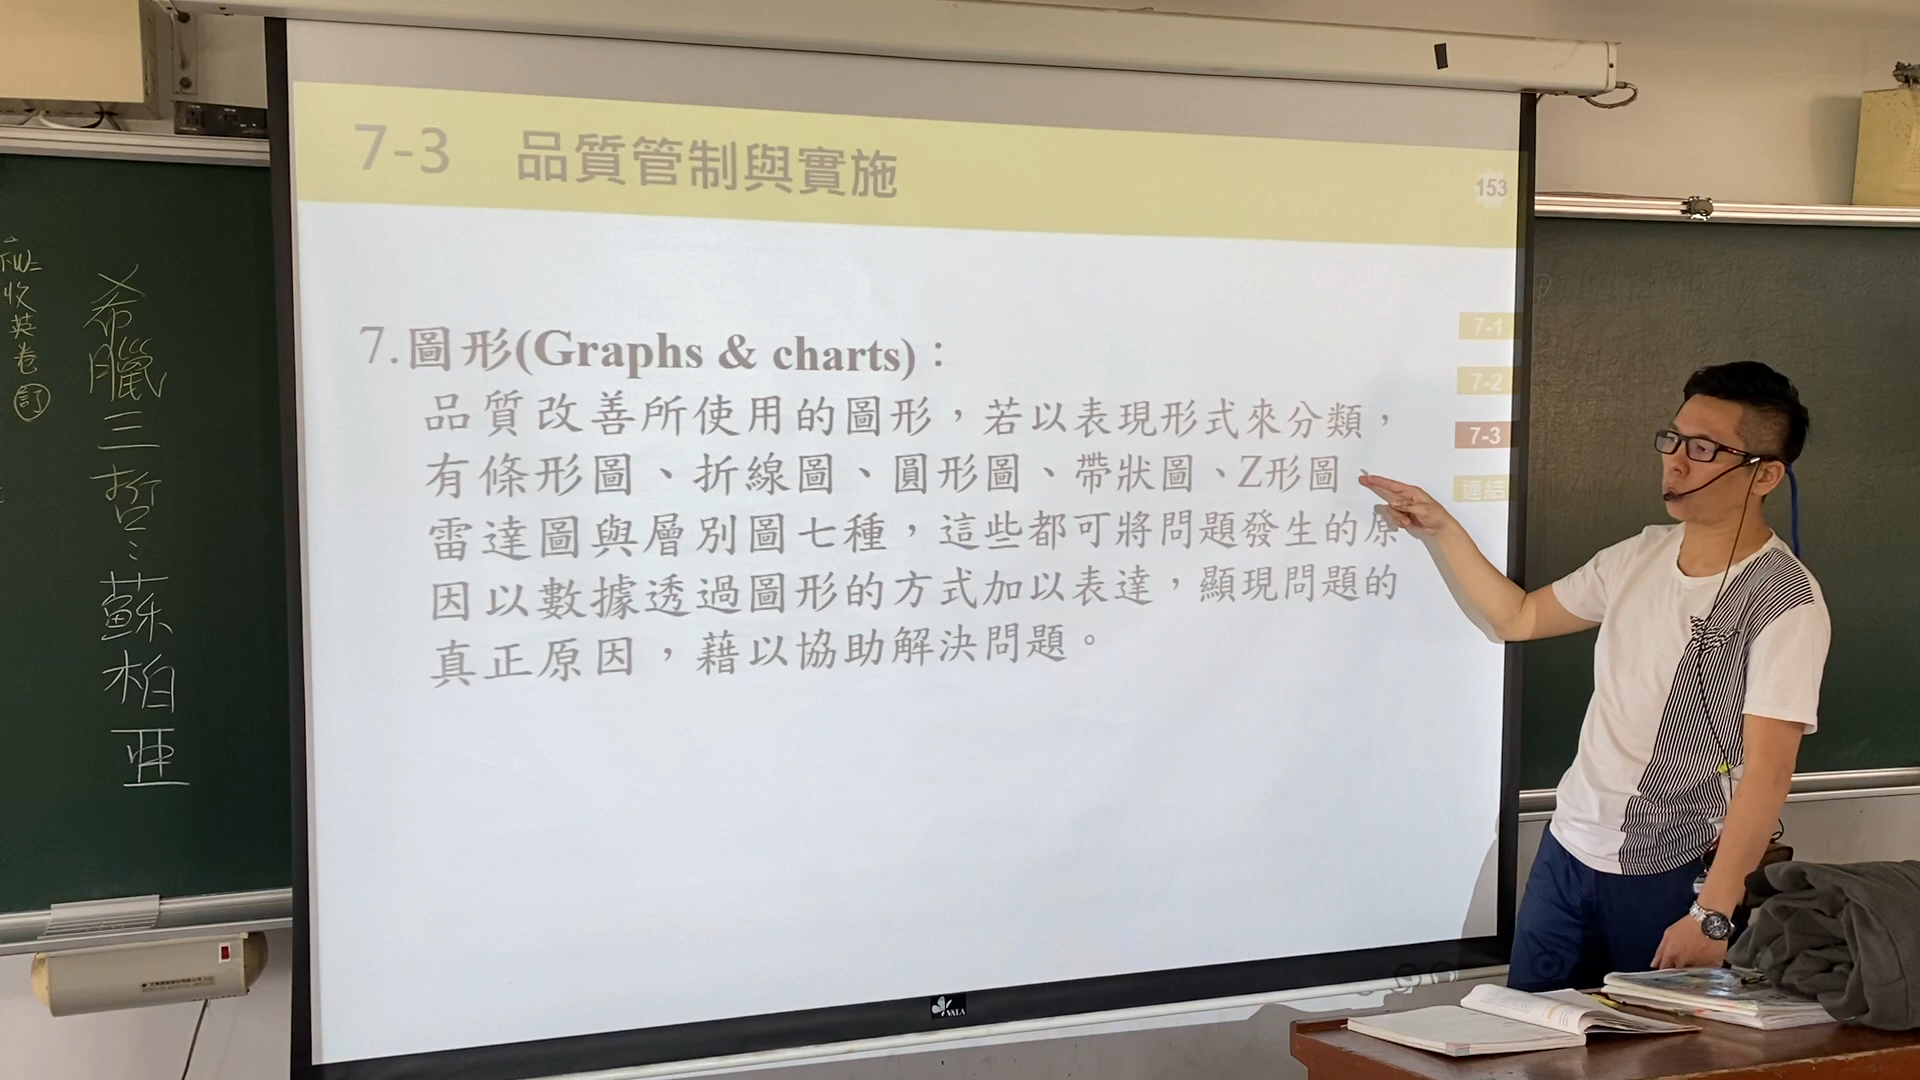 7-3 品質管制與實施
153
7.圖形(Graphs & charts)：
品質改善所使用的圖形，若以表現形式來分類，
有條形圖、折線圖、圓形圖、帶狀圖、Z形圖、
雷達圖與層別圖七種，這些都可將問題發生的原
因以數據透過圖形的方式加以表達，顯現問題的
真正原因，藉以協助解決問題。
7-1
7-2
7-3
連結
希臘三哲：蘇柏亞
收英卷
訂
VALA